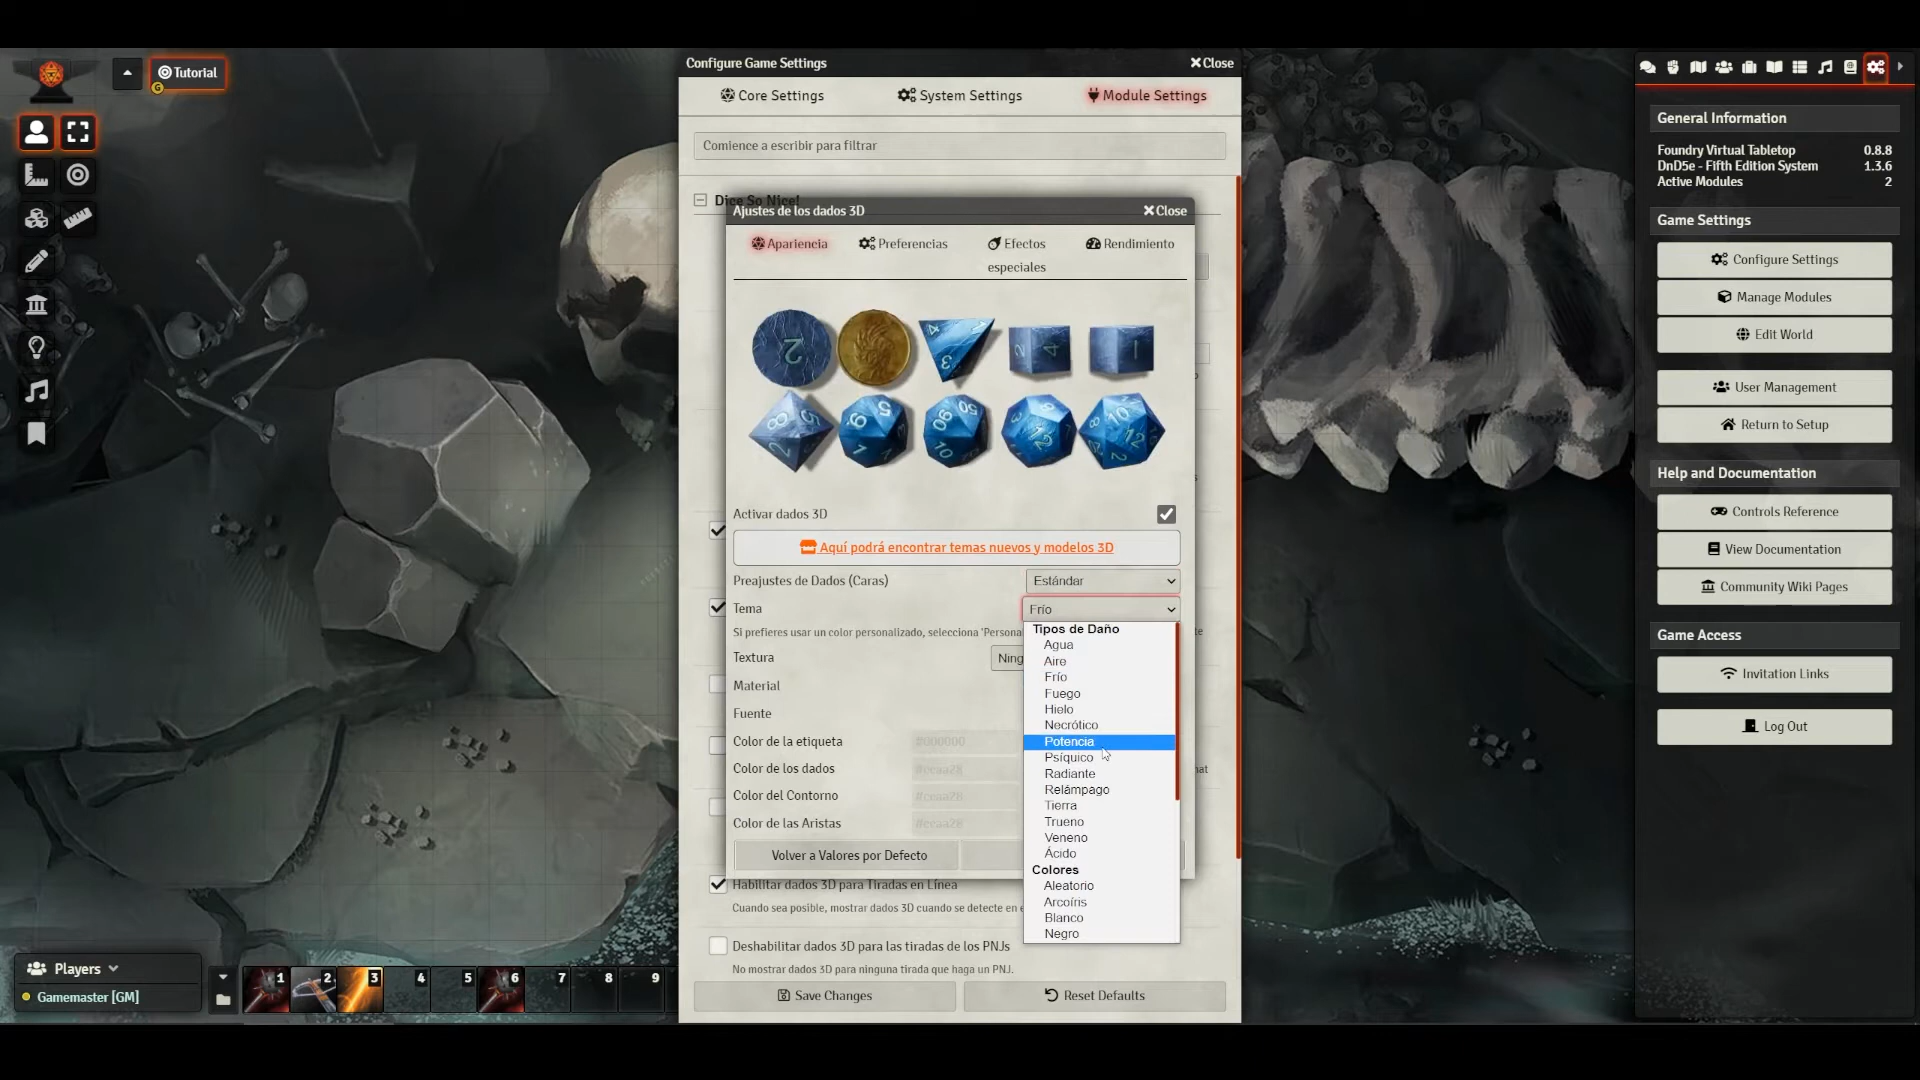 Tutorial
G
Configure Game Settings
Close
Core Settings
System Settings
Module Settings
Comience a escribir para filtrar
Dice So Nice!
Ajustes de los dados 3D
Close
Apariencia
Preferencias
Efectos especiales
Rendimiento
Activar dados 3D
Aquí podrá encontrar temas nuevos y modelos 3D
Preajustes de Dados (Caras)
Estándar
Tema
Frío
Si prefieres usar un color personalizado, selecciona
Textura
Material
Fuente
Color de la etiqueta
#000000
Color de los dados
Color del Contorno
Color de las Aristas
Tipos de Daño
Agua
Aire
Frío
Fuego
Hielo
Necrótico
Potencia
Psíquico
Radiante
Relámpago
Tierra
Trueno
Veneno
Ácido
Colores
Aleatorio
Arcoíris
Blanco
Negro
Volver a Valores por Defecto
Habilitar dados 3D para Tiradas en Línea
Cuando sea posible, mostrar dados 3D cuando se detecte en
Deshabilitar dados 3D para las tiradas de los PNJs
No mostrar dados 3D para ninguna tirada que haga un PNJ.
Save Changes
Reset Defaults
General Information
Foundry Virtual Tabletop 0.8.8
DnD5e - Fifth Edition System 1.3.6
Active Modules 2
Game Settings
Configure Settings
Manage Modules
Edit World
User Management
Return to Setup
Help and Documentation
Controls Reference
View Documentation
Community Wiki Pages
Game Access
Invitation Links
Log Out
Players
Gamemaster [GM]
1 2 3 4 5 6 7 8 9